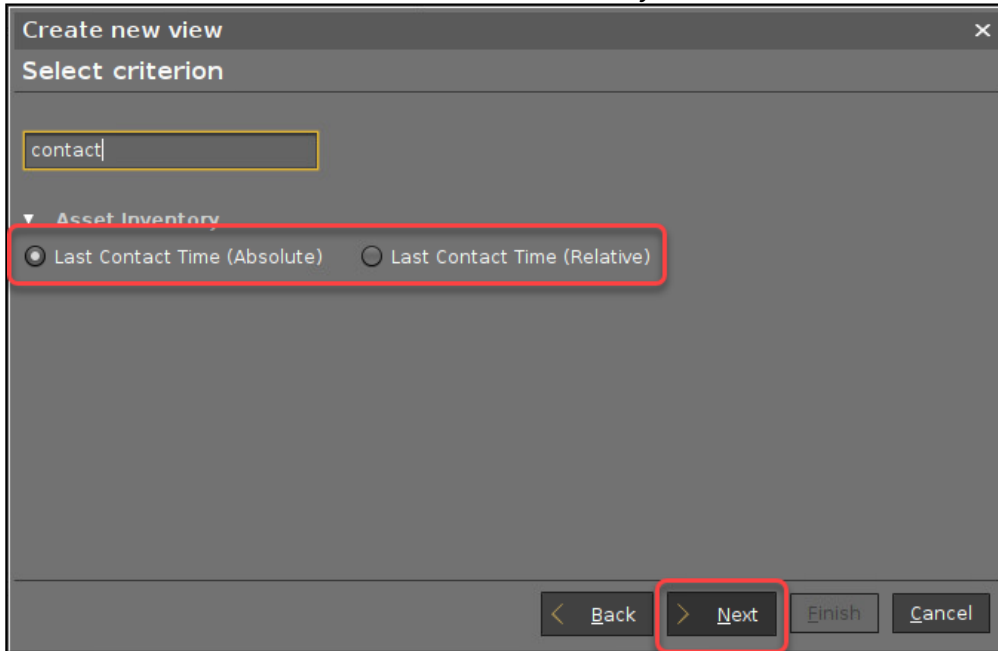 Create new view
Select criterion
contact
Asset Inventory
Last Contact Time (Absolute) Last Contact Time (Relative)
Back Next Finish Cancel